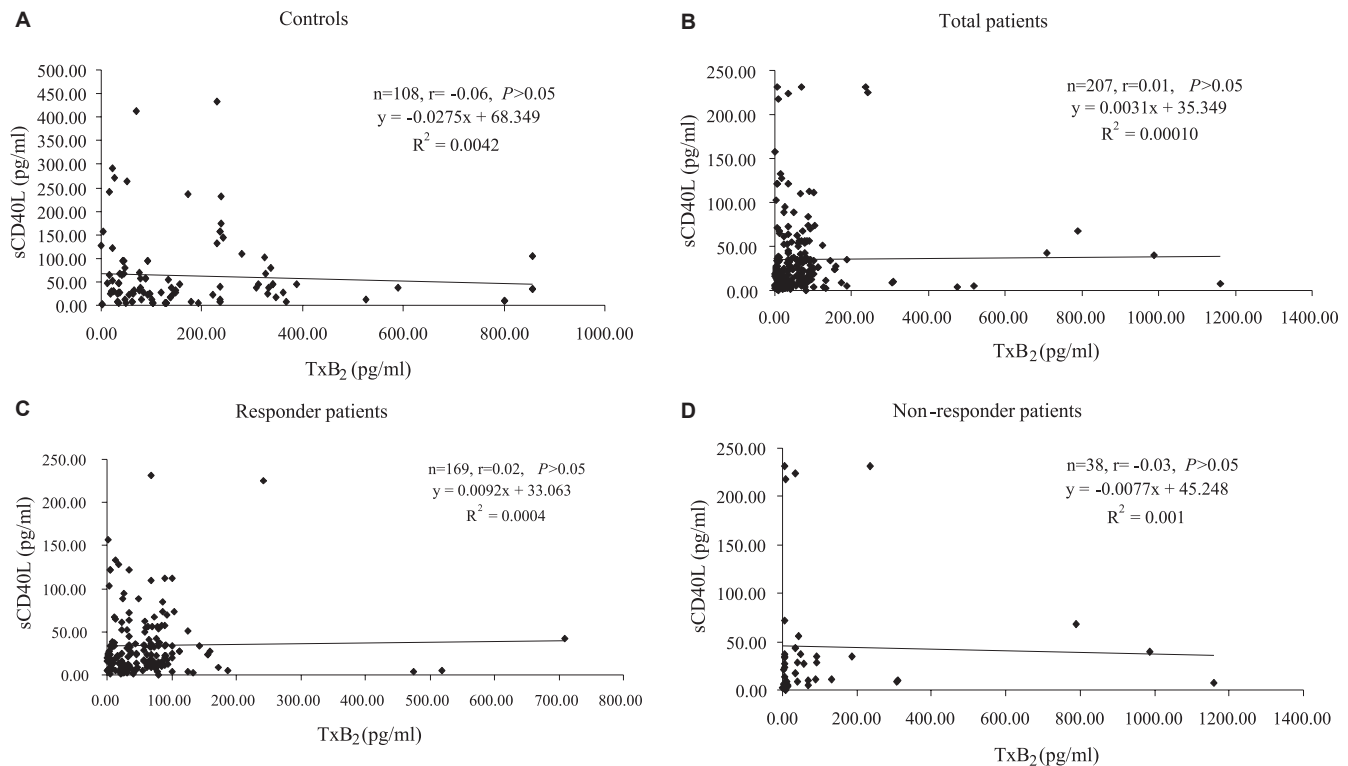 A
Controls
n=108, r= -0.06, P>0.05
y = -0.0275x + 68.349
R² = 0.0042
sCD40L (pg/ml)
500.00
450.00
400.00
350.00
300.00
250.00
200.00
150.00
100.00
50.00
0.00
0.00 200.00 400.00 600.00 800.00 1000.00
TxB₂ (pg/ml)
B
Total patients
n=207, r=0.01, P>0.05
y = 0.0031x + 35.349
R² = 0.00010
sCD40L (pg/ml)
250.00
200.00
150.00
100.00
50.00
0.00
0.00 200.00 400.00 600.00 800.00 1000.00 1200.00 1400.00
TxB₂ (pg/ml)
C
Responder patients
n=169, r=0.02, P>0.05
y = 0.0092x + 33.063
R² = 0.0004
sCD40L (pg/ml)
250.00
200.00
150.00
100.00
50.00
0.00
0.00 100.00 200.00 300.00 400.00 500.00 600.00 700.00 800.00
TxB₂ (pg/ml)
D
Non-responder patients
n=38, r= -0.03, P>0.05
y = -0.0077x + 45.248
R² = 0.001
sCD40L (pg/ml)
250.00
200.00
150.00
100.00
50.00
0.00
0.00 200.00 400.00 600.00 800.00 1000.00 1200.00 1400.00
TxB₂ (pg/ml)